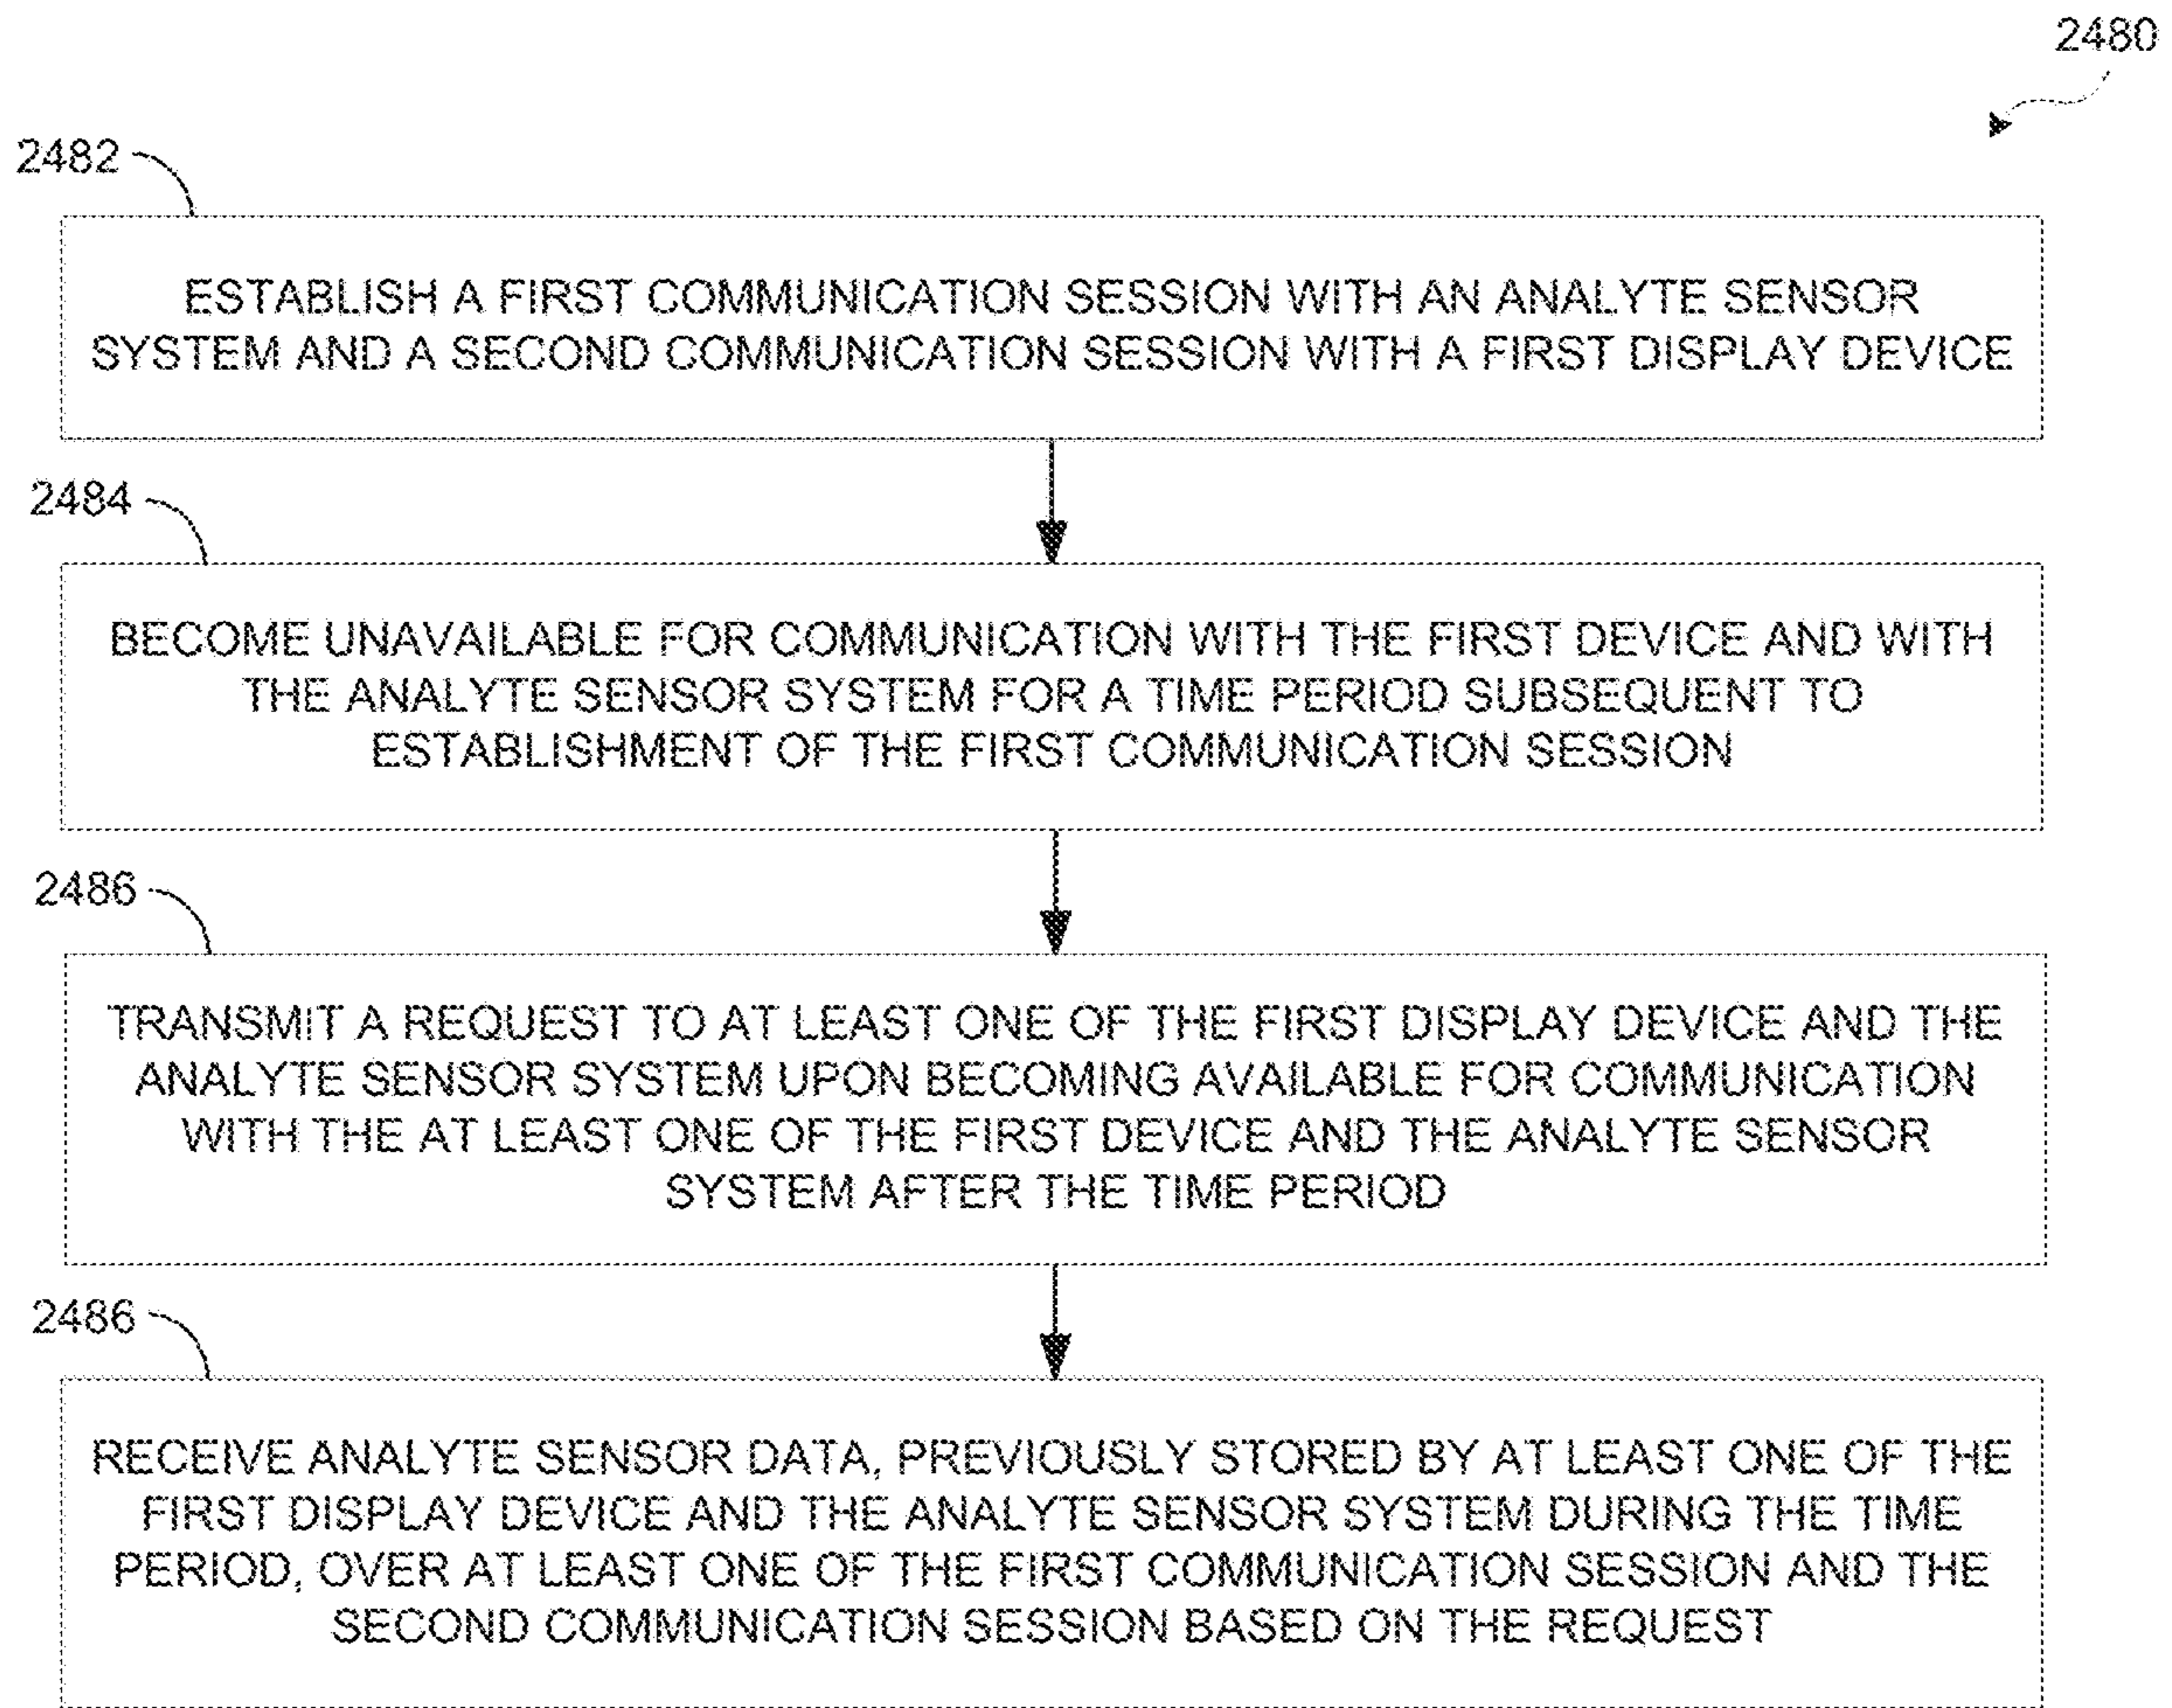 2480
2482
ESTABLISH A FIRST COMMUNICATION SESSION WITH AN ANALYTE SENSOR
SYSTEM AND A SECOND COMMUNICATION SESSION WITH A FIRST DISPLAY DEVICE
2484
BECOME UNAVAILABLE FOR COMMUNICATION WITH THE FIRST DEVICE AND WITH
THE ANALYTE SENSOR SYSTEM FOR A TIME PERIOD SUBSEQUENT TO
ESTABLISHMENT OF THE FIRST COMMUNICATION SESSION
2486
TRANSMIT A REQUEST TO AT LEAST ONE OF THE FIRST DISPLAY DEVICE AND THE
ANALYTE SENSOR SYSTEM UPON BECOMING AVAILABLE FOR COMMUNICATION
WITH THE AT LEAST ONE OF THE FIRST DEVICE AND THE ANALYTE SENSOR
SYSTEM AFTER THE TIME PERIOD
2486
RECEIVE ANALYTE SENSOR DATA, PREVIOUSLY STORED BY AT LEAST ONE OF THE
FIRST DISPLAY DEVICE AND THE ANALYTE SENSOR SYSTEM DURING THE TIME
PERIOD, OVER AT LEAST ONE OF THE FIRST COMMUNICATION SESSION AND THE
SECOND COMMUNICATION SESSION BASED ON THE REQUEST